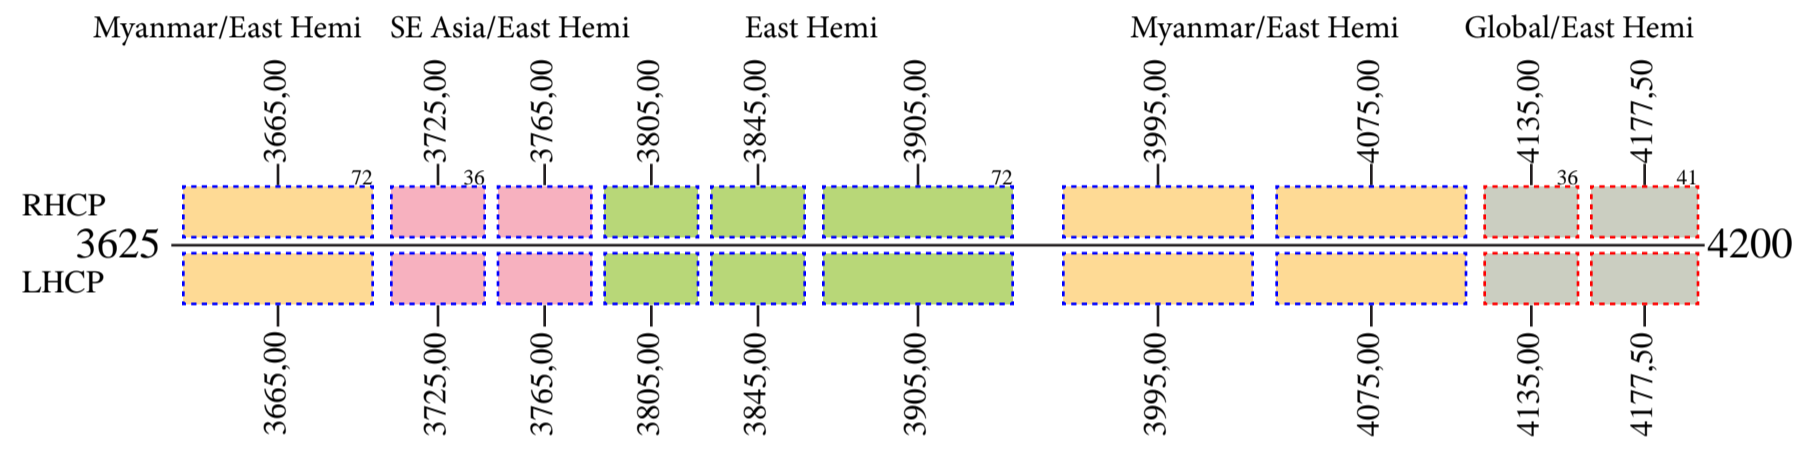 Myanmar/East Hemi SE Asia/East Hemi East Hemi Myanmar/East Hemi Global/East Hemi
3665,00 3725,00 3765,00 3805,00 3845,00 3905,00 3995,00 4075,00 4135,00 4177,50
72 36 72 36 41
RHCP
3625 4200
LHCP
3665,00 3725,00 3765,00 3805,00 3845,00 3905,00 3995,00 4075,00 4135,00 4177,50